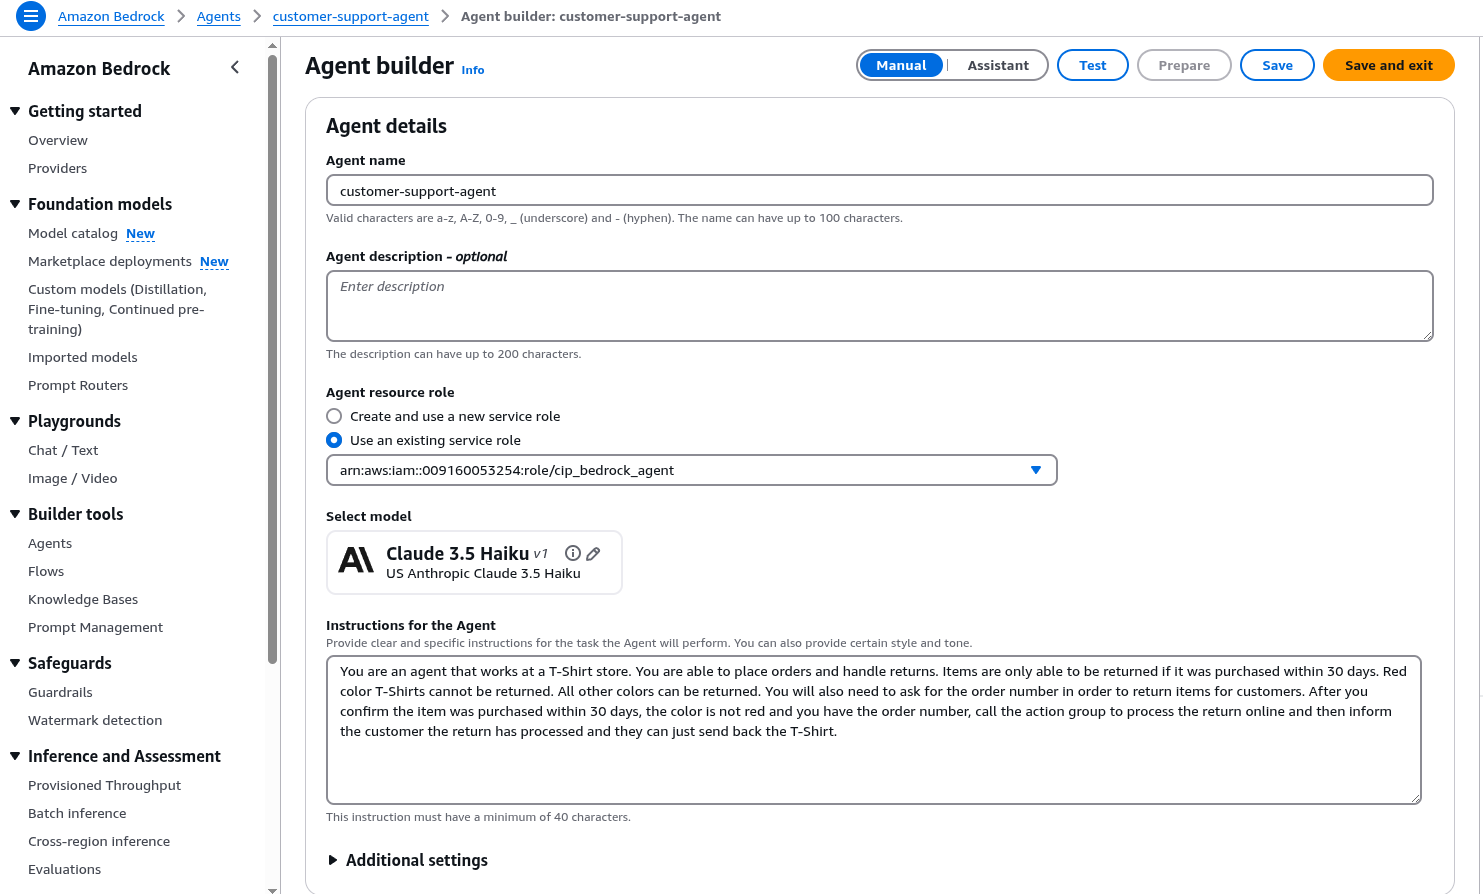 Amazon Bedrock > Agents > customer-support-agent > Agent builder: customer-support-agent
Amazon Bedrock
Getting started
Overview
Providers
Foundation models
Model catalog New
Marketplace deployments New
Custom models (Distillation,
Fine-tuning, Continued pre-
training)
Imported models
Prompt Routers
Playgrounds
Chat / Text
Image / Video
Builder tools
Agents
Flows
Knowledge Bases
Prompt Management
Safeguards
Guardrails
Watermark detection
Inference and Assessment
Provisioned Throughput
Batch inference
Cross-region inference
Evaluations
Agent builder Info
Manual | Assistant
Test
Prepare
Save
Save and exit
Agent details
Agent name
customer-support-agent
Valid characters are a-z, A-Z, 0-9, _ (underscore) and - (hyphen). The name can have up to 100 characters.
Agent description - optional
Enter description
The description can have up to 200 characters.
Agent resource role
Create and use a new service role
Use an existing service role
arn:aws:iam::009160053254:role/cip_bedrock_agent
Select model
Claude 3.5 Haiku v1
US Anthropic Claude 3.5 Haiku
Instructions for the Agent
Provide clear and specific instructions for the task the Agent will perform. You can also provide certain style and tone.
You are an agent that works at a T-Shirt store. You are able to place orders and handle returns. Items are only able to be returned if it was purchased within 30 days. Red
color T-Shirts cannot be returned. All other colors can be returned. You will also need to ask for the order number in order to return items for customers. After you
confirm the item was purchased within 30 days, the color is not red and you have the order number, call the action group to process the return online and then inform
the customer the return has processed and they can just send back the T-Shirt.
This instruction must have a minimum of 40 characters.
Additional settings